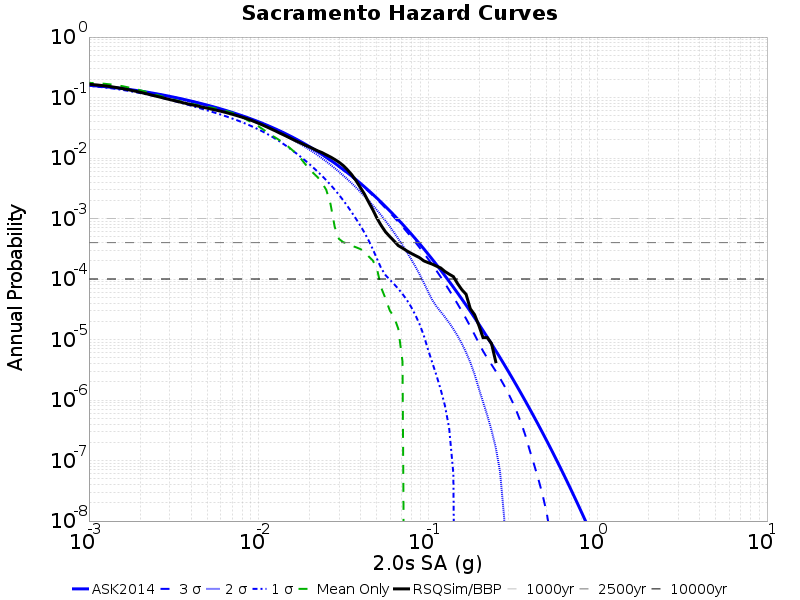 Sacramento Hazard Curves
10^0
10^-1
10^-2
10^-3
10^-4
10^-5
10^-6
10^-7
10^-8
Annual Probability
10^-3 10^-2 10^-1 10^0 10^1
2.0s SA (g)
ASK2014 3 σ 2 σ 1 σ Mean Only RSQSim/BBP 1000yr 2500yr 10000yr